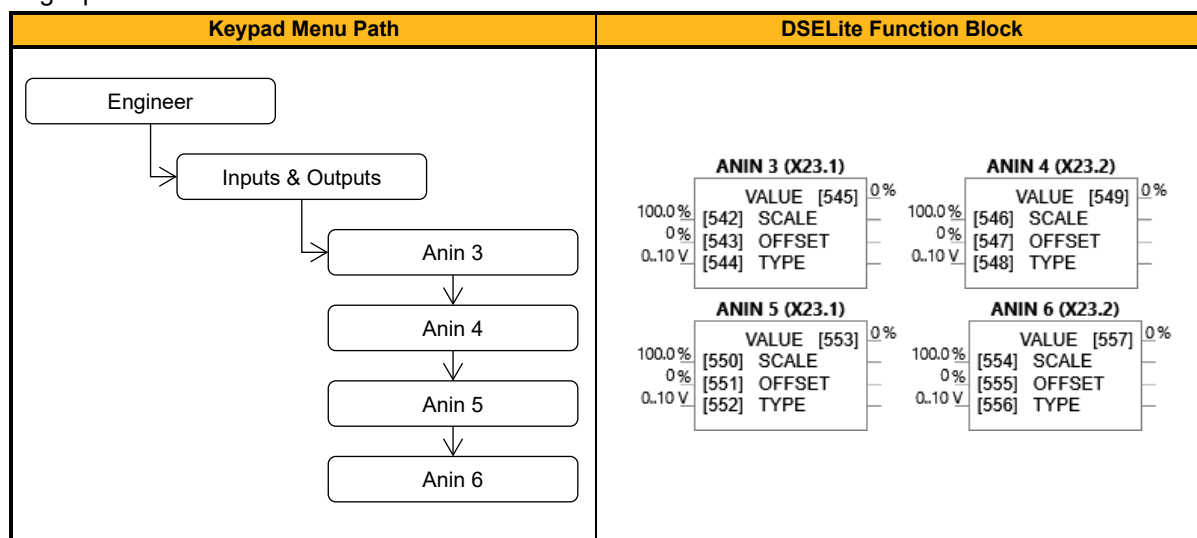 Keypad Menu Path
DSELite Function Block
Engineer
Inputs & Outputs
Anin 3
Anin 4
Anin 5
Anin 6
ANIN 3 (X23.1)
VALUE [545] 0 %
100.0 % [542] SCALE
0 % [543] OFFSET
0..10 V [544] TYPE
ANIN 4 (X23.2)
VALUE [549] 0 %
100.0 % [546] SCALE
0 % [547] OFFSET
0..10 V [548] TYPE
ANIN 5 (X23.1)
VALUE [553] 0 %
100.0 % [550] SCALE
0 % [551] OFFSET
0..10 V [552] TYPE
ANIN 6 (X23.2)
VALUE [557] 0 %
100.0 % [554] SCALE
0 % [555] OFFSET
0..10 V [556] TYPE